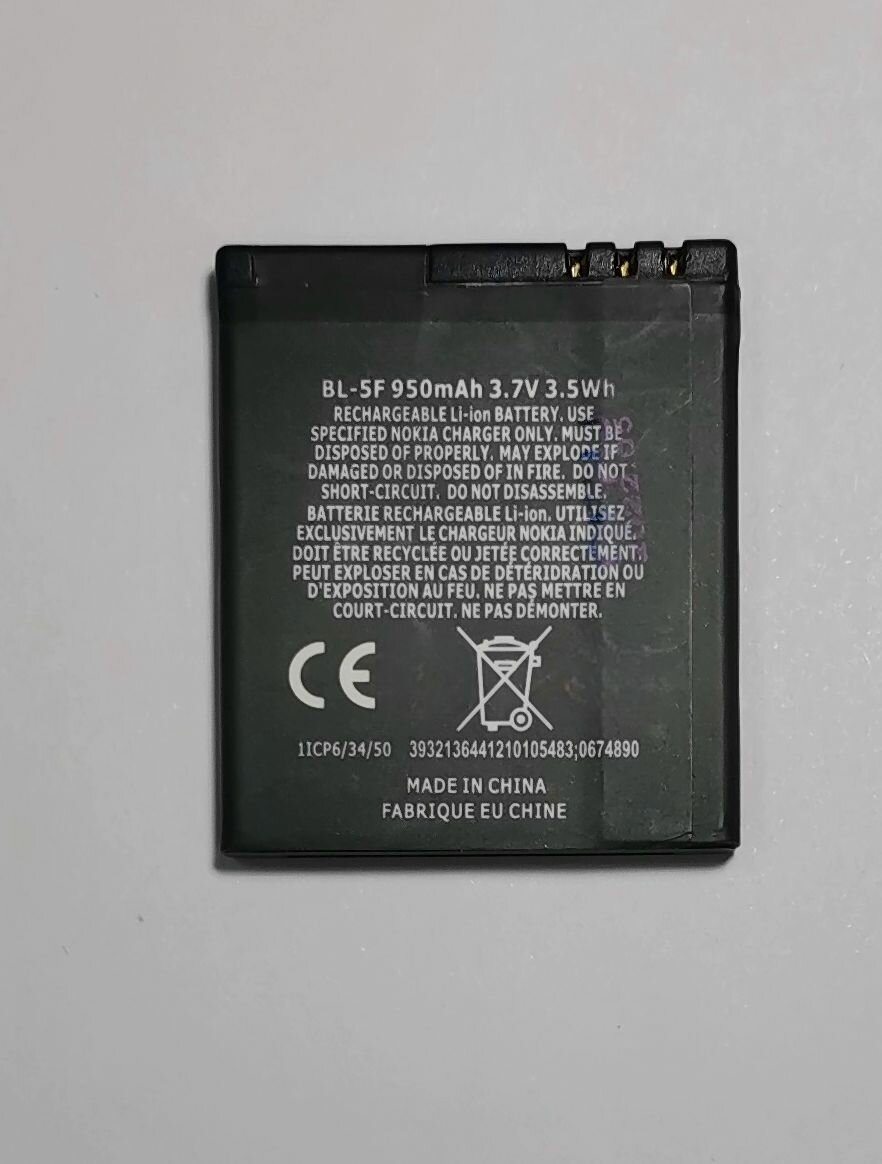 BL-5F 950mAh 3.7V 3.5Wh
RECHARGEABLE Li-ion BATTERY. USE
SPECIFIED NOKIA CHARGER ONLY. MUST BE
DISPOSED OF PROPERLY. MAY EXPLODE IF
DAMAGED OR DISPOSED OF IN FIRE. DO NOT
SHORT-CIRCUIT. DO NOT DISASSEMBLE.
BATTERIE RECHARGEABLE Li-ion. UTILISEZ
EXCLUSIVEMENT LE CHARGEUR NOKIA INDIQUÉ.
DOIT ÊTRE RECYCLÉE OU JETÉE CORRECTEMENT.
PEUT EXPLOSER EN CAS DE DÉTÉRIDRATION OU
D'EXPOSITION AU FEU. NE PAS METTRE EN
COURT-CIRCUIT. NE PAS DÉMONTER.
CE
1ICP6/34/50 3932136441210105483;0674890
MADE IN CHINA
FABRIQUE EU CHINE